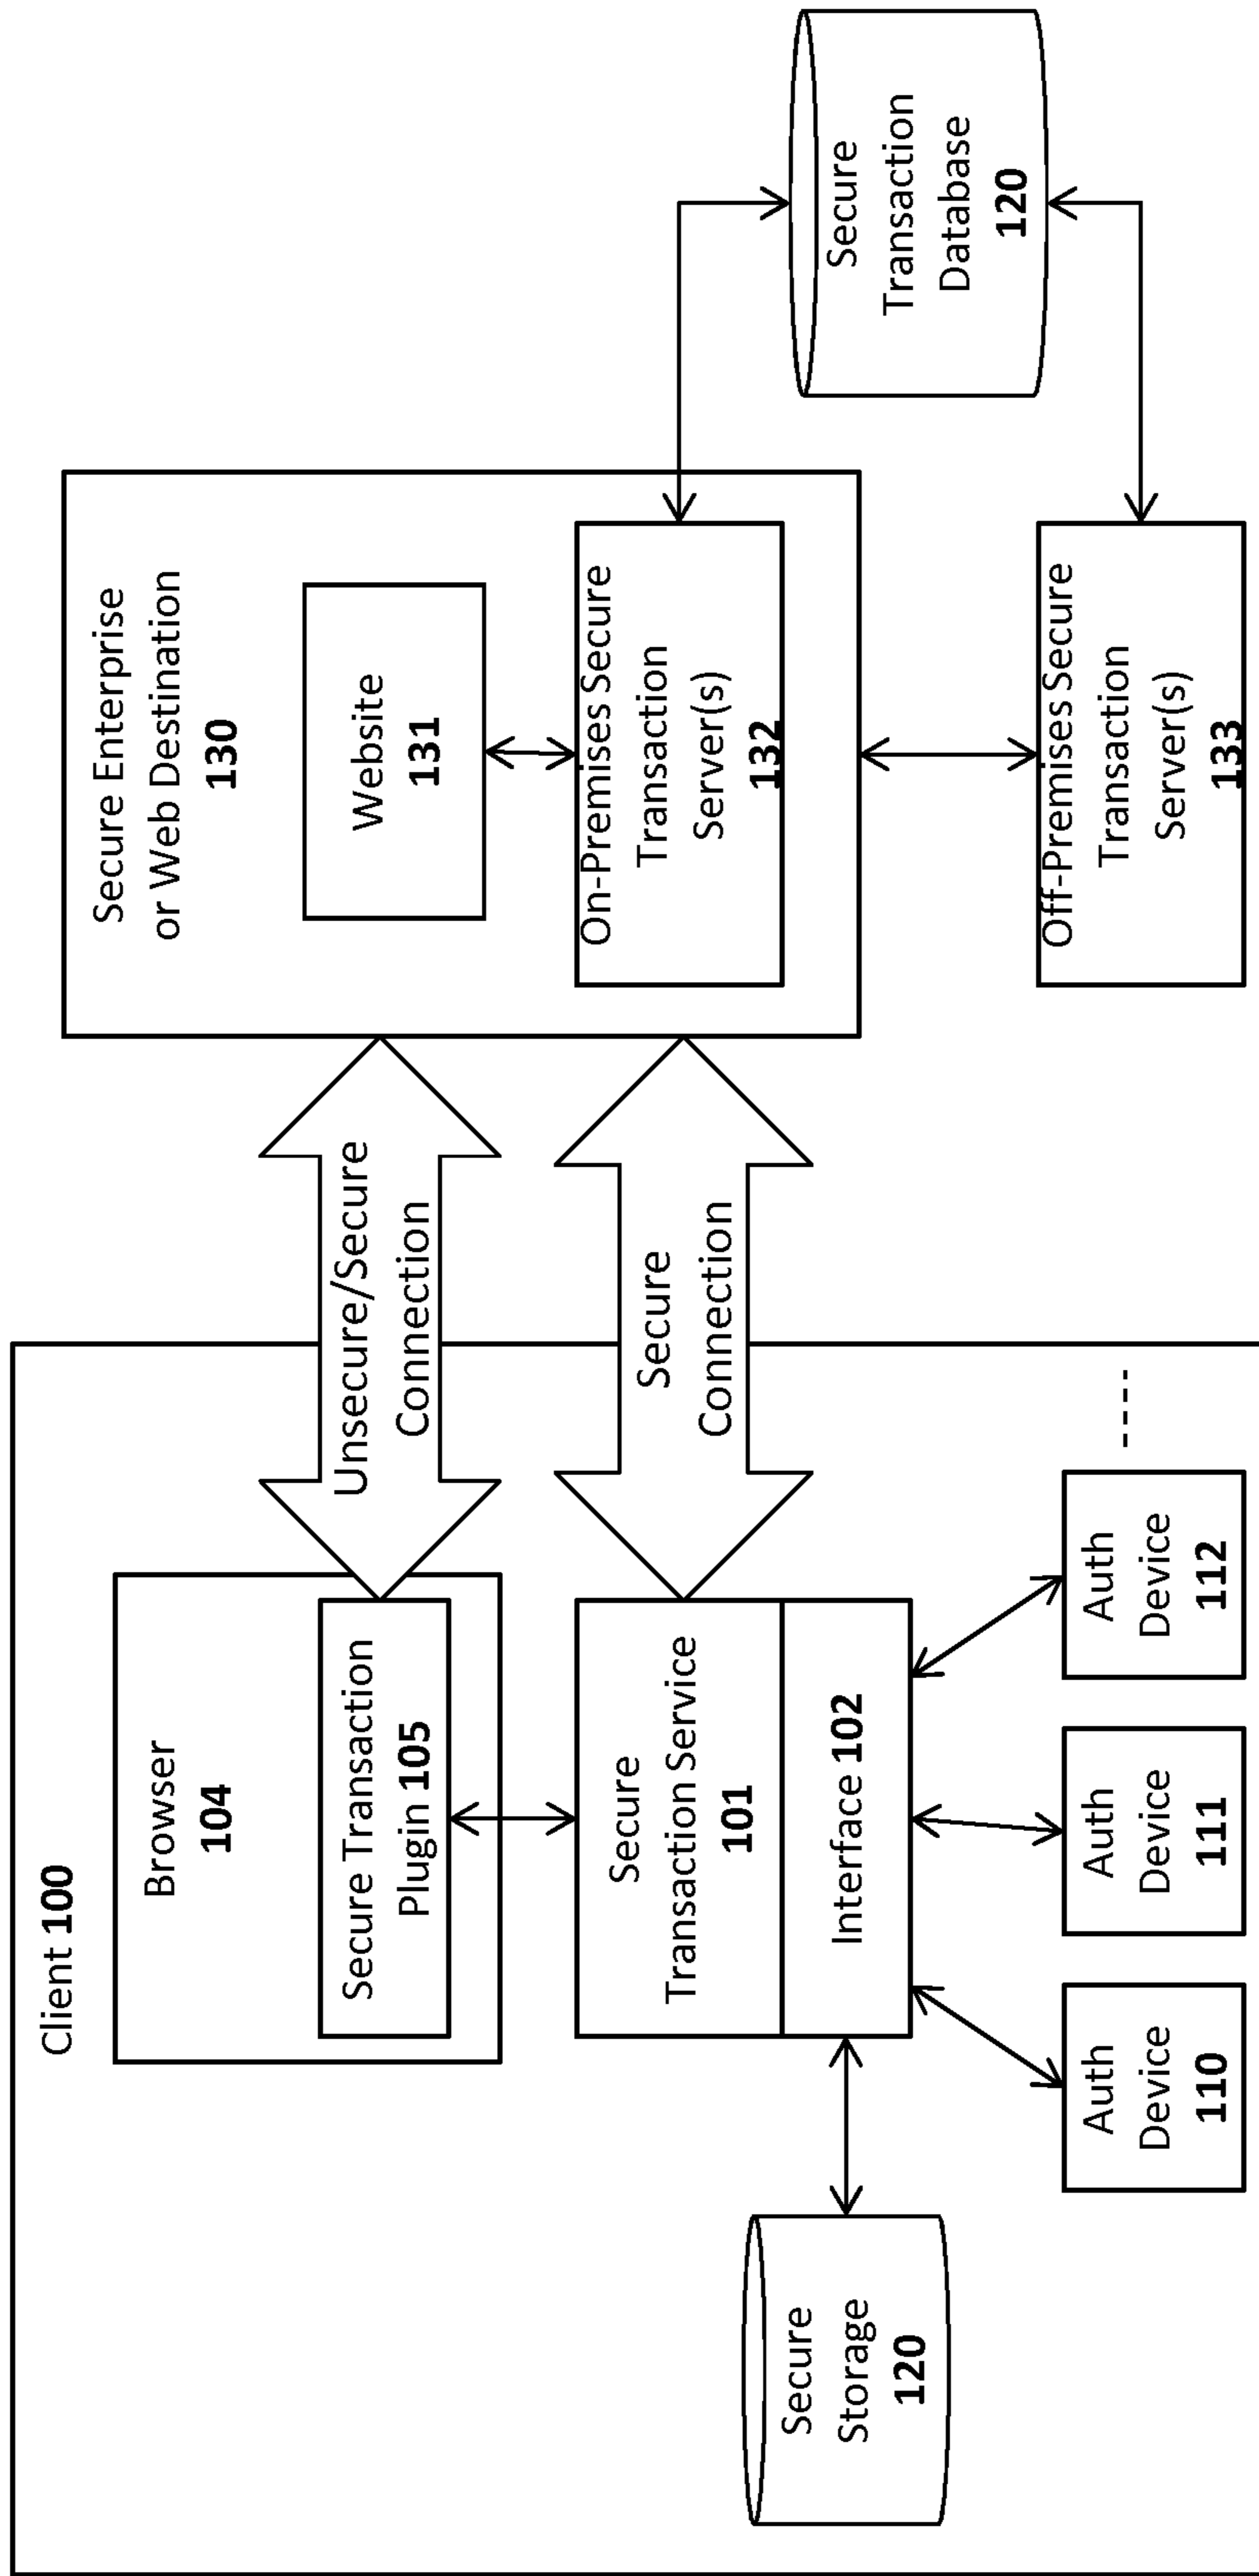 Client 100
Browser
104
Secure Transaction
Plugin 105
Secure
Transaction Service
101
Interface 102
Secure
Storage
120
Auth
Device
110
Auth
Device
111
Auth
Device
112
Unsecure/Secure
Connection
Secure
Connection
Secure Enterprise
or Web Destination
130
Website
131
On-Premises Secure
Transaction
Server(s)
132
Off-Premises Secure
Transaction
Server(s)
133
Secure
Transaction
Database
120